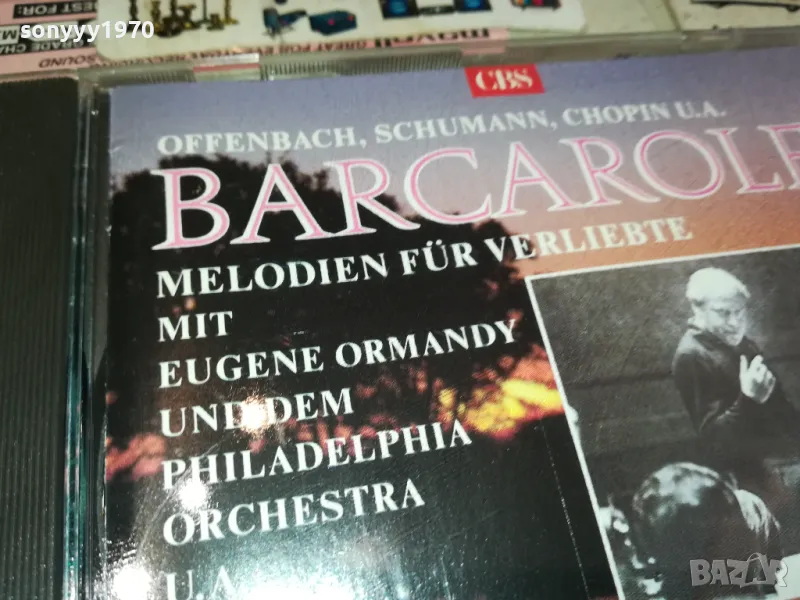 sonyyy1970
CBS
OFFENBACH, SCHUMANN, CHOPIN U.A.
BARCAROLE
MELODIEN FÜR VERLIEBTE
MIT
EUGENE ORMANDY
UND DEM
PHILADELPHIA
ORCHESTRA
U.A.
BAZAR